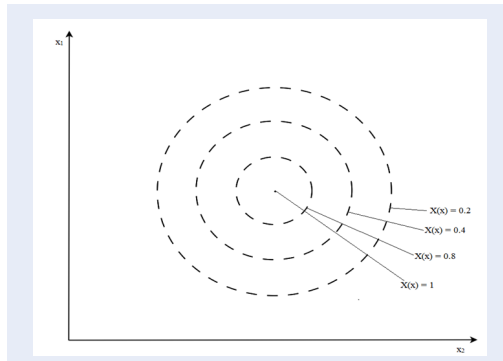 x₁
X(x) = 0.2
X(x) = 0.4
X(x) = 0.8
X(x) = 1
x₂